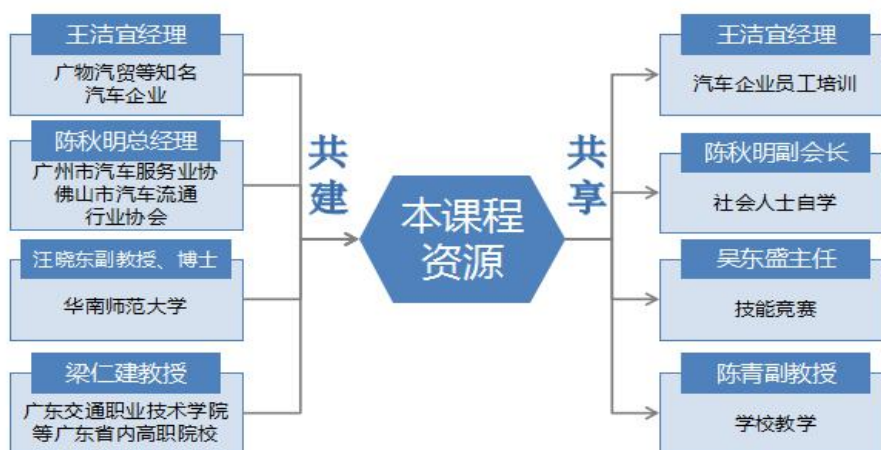 王洁宜经理
广物汽贸等知名
汽车企业
陈秋明总经理
广州市汽车服务业协
佛山市汽车流通
行业协会
汪晓东副教授、博士
华南师范大学
梁仁建教授
广东交通职业技术学院
等广东省内高职院校
共建
本课程
资源
共享
王洁宜经理
汽车企业员工培训
陈秋明副会长
社会人士自学
吴东盛主任
技能竞赛
陈青副教授
学校教学